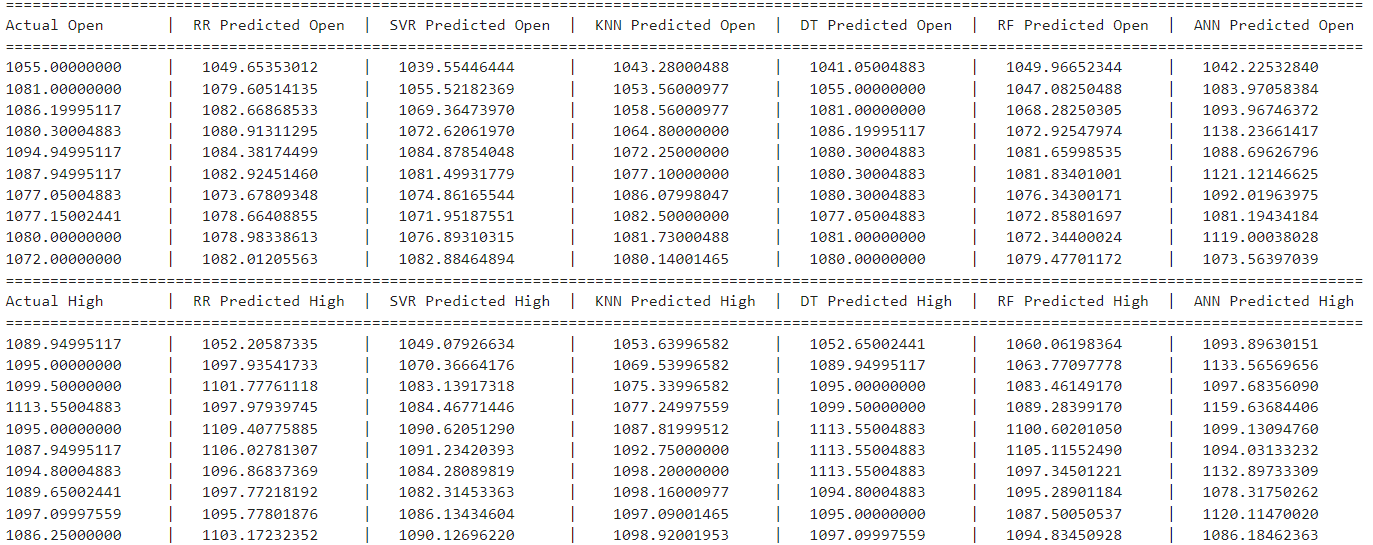 ===========================================================================================================================================================
Actual Open | RR Predicted Open | SVR Predicted Open | KNN Predicted Open | DT Predicted Open | RF Predicted Open | ANN Predicted Open
===========================================================================================================================================================
1055.00000000 | 1049.65353012 | 1039.55446444 | 1043.28000488 | 1041.05004883 | 1049.96652344 | 1042.22532840
1081.00000000 | 1079.60514135 | 1055.52182369 | 1053.56000977 | 1055.00000000 | 1047.08250488 | 1083.97058384
1086.19995117 | 1082.66868533 | 1069.36473970 | 1058.56000977 | 1081.00000000 | 1068.28250305 | 1093.96746372
1080.30004883 | 1080.91311295 | 1072.62061970 | 1064.80000000 | 1086.19995117 | 1072.92547974 | 1138.23661417
1094.94995117 | 1084.38174499 | 1084.87854048 | 1072.25000000 | 1080.30004883 | 1081.65998535 | 1088.69626796
1087.94995117 | 1082.92451460 | 1081.49931779 | 1077.10000000 | 1080.30004883 | 1081.83401001 | 1121.12146625
1077.05004883 | 1073.67809348 | 1074.86165544 | 1086.07998047 | 1080.30004883 | 1076.34300171 | 1092.01963975
1077.15002441 | 1078.66408855 | 1071.95187551 | 1082.50000000 | 1077.05004883 | 1072.85801697 | 1081.19434184
1080.00000000 | 1078.98338613 | 1076.89310315 | 1081.73000488 | 1081.00000000 | 1072.34400024 | 1119.00038028
1072.00000000 | 1082.01205563 | 1082.88464894 | 1080.14001465 | 1080.00000000 | 1079.47701172 | 1073.56397039
===========================================================================================================================================================
Actual High | RR Predicted High | SVR Predicted High | KNN Predicted High | DT Predicted High | RF Predicted High | ANN Predicted High
===========================================================================================================================================================
1089.94995117 | 1052.20587335 | 1049.07926634 | 1053.63996582 | 1052.65002441 | 1060.06198364 | 1093.89630151
1095.00000000 | 1097.93541733 | 1070.36664176 | 1069.53996582 | 1089.94995117 | 1063.77097778 | 1133.56569656
1099.50000000 | 1101.77761118 | 1083.13917318 | 1075.33996582 | 1095.00000000 | 1083.46149170 | 1097.68356090
1113.55004883 | 1097.97939745 | 1084.46771446 | 1077.24997559 | 1099.50000000 | 1089.28399170 | 1159.63684406
1095.00000000 | 1109.40775885 | 1090.62051290 | 1087.81999512 | 1113.55004883 | 1100.60201050 | 1099.13094760
1087.94995117 | 1106.02781307 | 1091.23420393 | 1092.75000000 | 1113.55004883 | 1105.11552490 | 1094.03133232
1094.80004883 | 1096.86837369 | 1084.28089819 | 1098.20000000 | 1113.55004883 | 1097.34501221 | 1132.89733309
1089.65002441 | 1097.77218192 | 1082.31453363 | 1098.16000977 | 1094.80004883 | 1095.28901184 | 1078.31750262
1097.09997559 | 1095.77801876 | 1086.13434604 | 1097.09001465 | 1095.00000000 | 1087.50050537 | 1120.11470020
1086.25000000 | 1103.17232352 | 1090.12696220 | 1098.92001953 | 1097.09997559 | 1094.83450928 | 1086.18462363